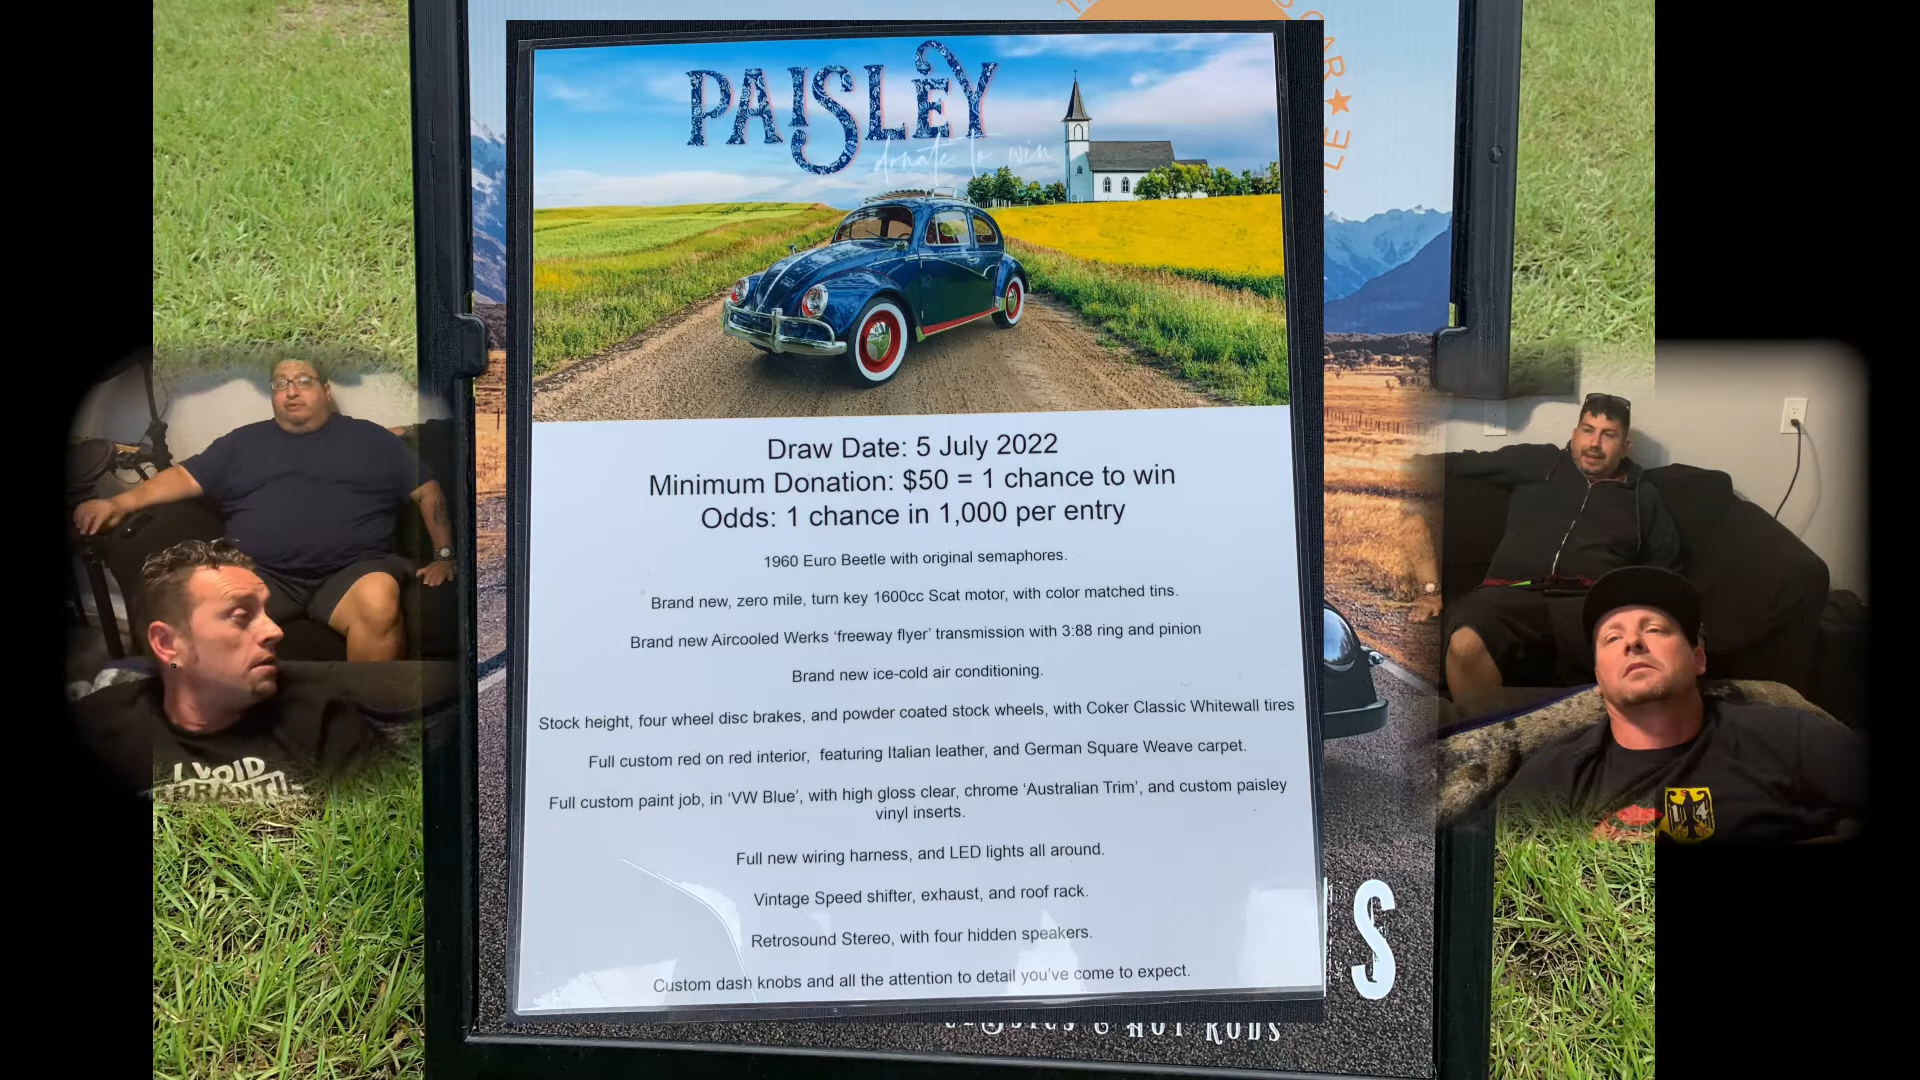 PAISLEY
donate to win
Draw Date: 5 July 2022
Minimum Donation: $50 = 1 chance to win
Odds: 1 chance in 1,000 per entry
1960 Euro Beetle with original semaphores.
Brand new, zero mile, turn key 1600cc Scat motor, with color matched tins.
Brand new Aircooled Werks ‘freeway flyer’ transmission with 3:88 ring and pinion
Brand new ice-cold air conditioning.
Stock height, four wheel disc brakes, and powder coated stock wheels, with Coker Classic Whitewall tires
Full custom red on red interior, featuring Italian leather, and German Square Weave carpet.
Full custom paint job, in ‘VW Blue’, with high gloss clear, chrome ‘Australian Trim’, and custom paisley
vinyl inserts.
Full new wiring harness, and LED lights all around.
Vintage Speed shifter, exhaust, and roof rack.
Retrosound Stereo, with four hidden speakers.
Custom dash knobs and all the attention to detail you’ve come to expect.
& HOT RODS
I VOID